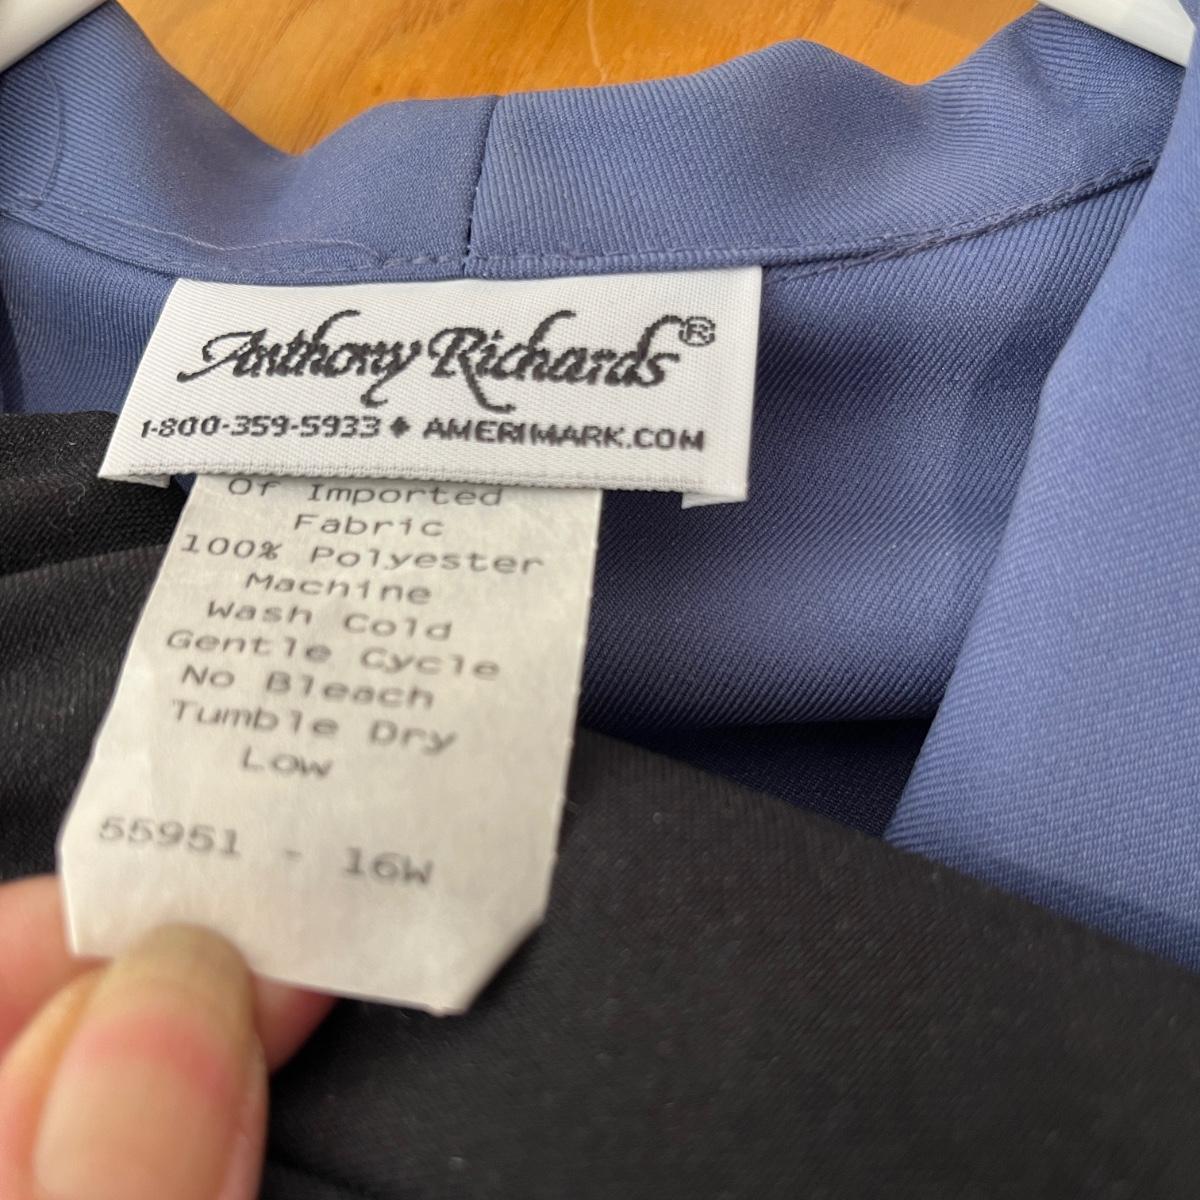 Anthony Richards®
1-800-359-5933 ♦ AMERIMARK.COM
Of Imported
Fabric
100% Polyester
Machine
Wash Cold
Gentle Cycle
No Bleach
Tumble Dry
Low
55951 - 16W